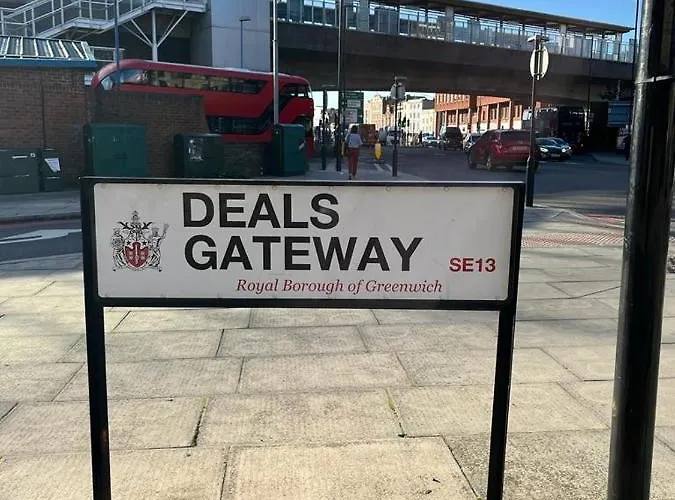 DEALS
GATEWAY
SE13
Royal Borough of Greenwich